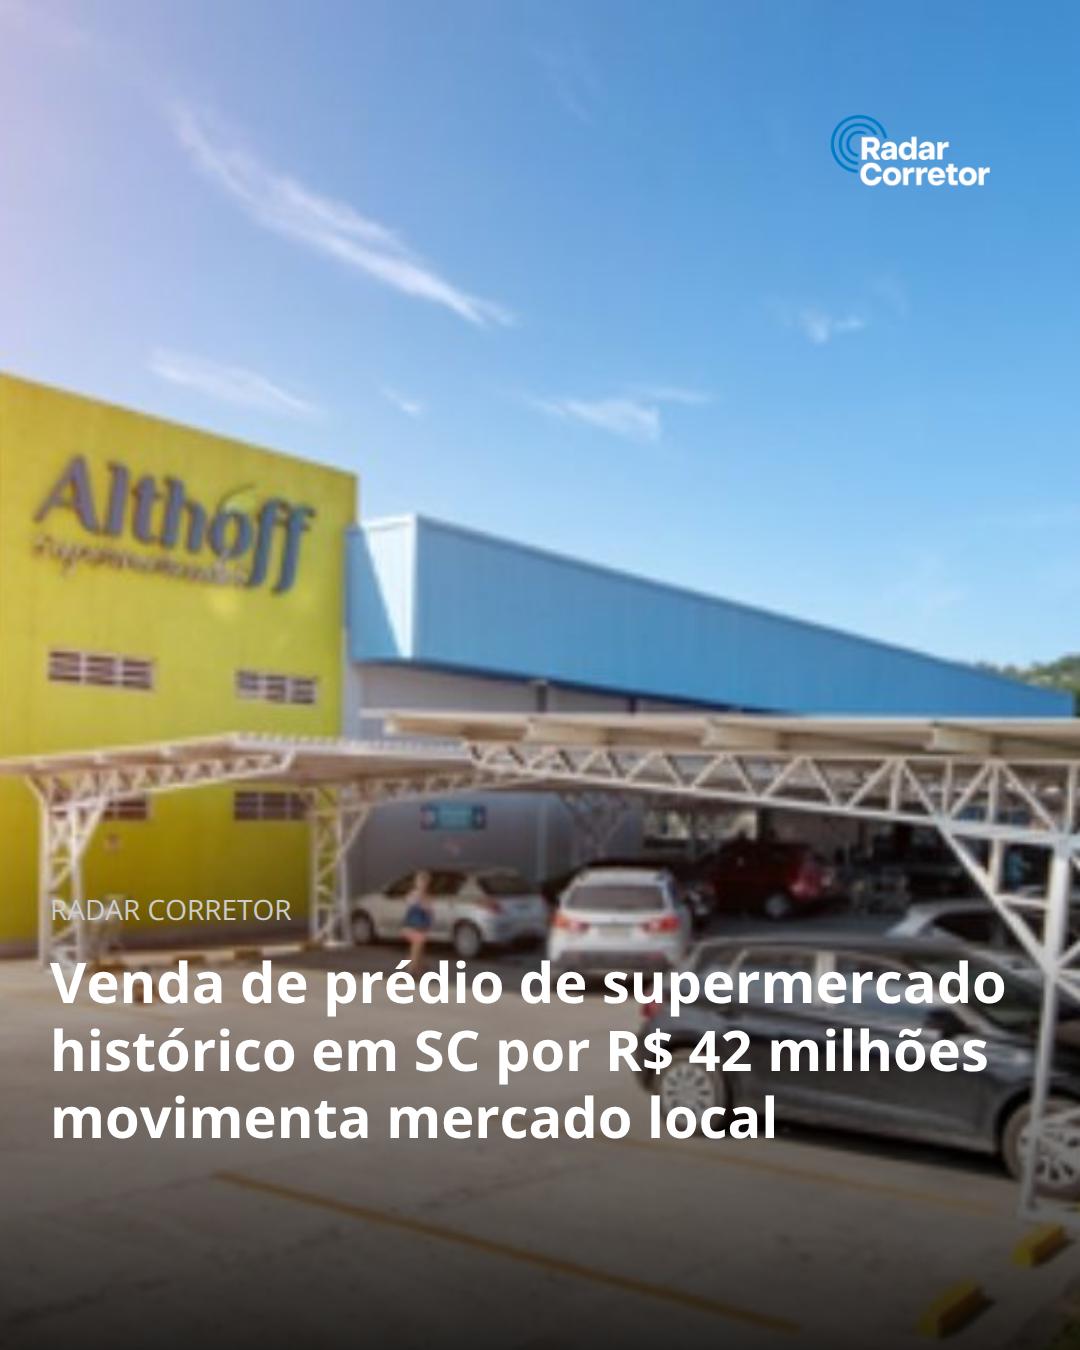 Radar
Corretor
Althoff
Supermercados
RADAR CORRETOR
Venda de prédio de supermercado
histórico em SC por R$ 42 milhões
movimenta mercado local